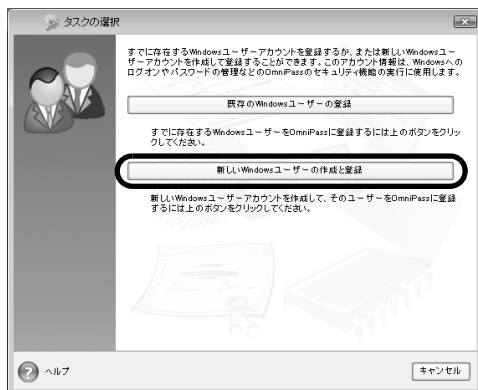 タスクの選択
すでに存在するWindowsユーザーアカウントを登録するか、または新しいWindowsユー
ザーアカウントを作成して登録することができます。このアカウント情報は、Windowsへの
ログオンやパスワードの管理などのOmniPassのセキュリティ機能の実行に使用します。
既存のWindowsユーザーの登録
すでに存在するWindowsユーザーをOmniPassに登録するには上のボタンをクリッ
クしてください。
新しいWindowsユーザーの作成と登録
新しいWindowsユーザーアカウントを作成して、そのユーザーをOmniPassに登録
するには上のボタンをクリックしてください。
? ヘルプ
キャンセル